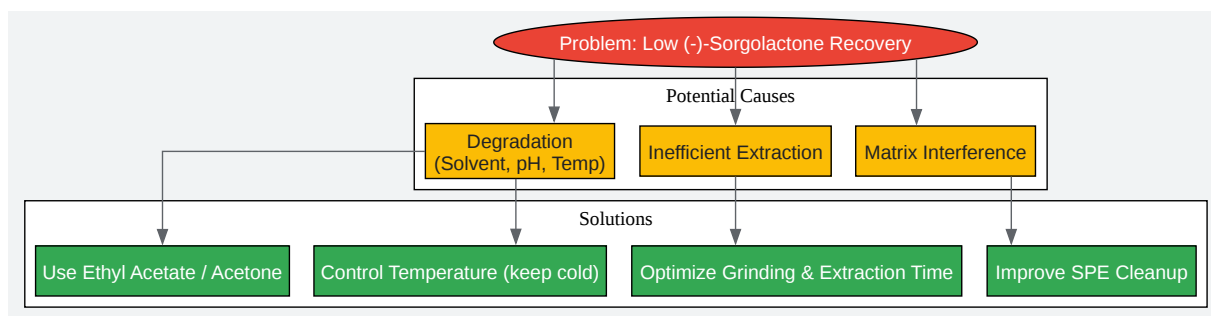 Problem: Low (-)-Sorgolactone Recovery
Potential Causes
Degradation
(Solvent, pH, Temp)
Inefficient Extraction
Matrix Interference
Solutions
Use Ethyl Acetate / Acetone
Control Temperature (keep cold)
Optimize Grinding & Extraction Time
Improve SPE Cleanup